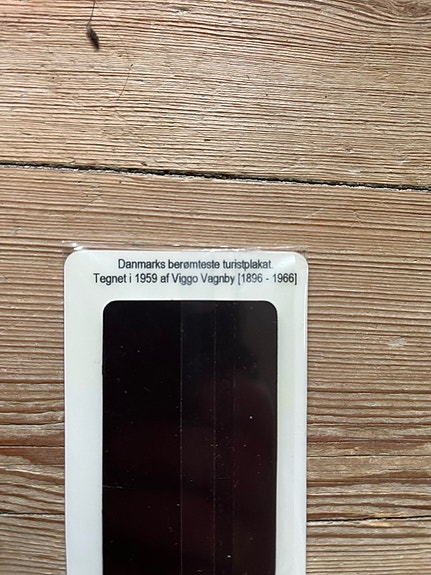 Danmarks berømteste turistplakat.
Tegnet i 1959 af Viggo Vagnby [1896 - 1966]